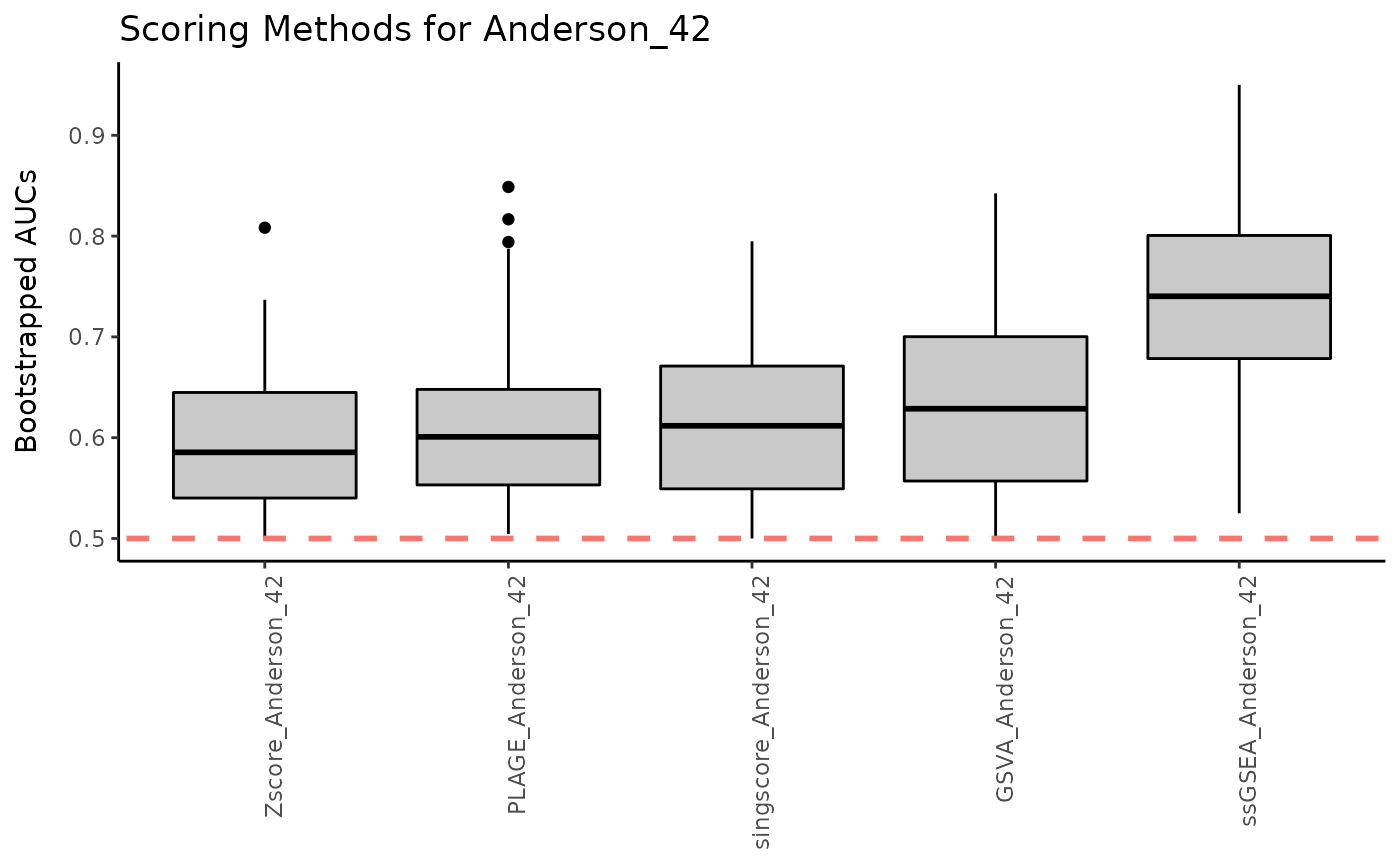 Scoring Methods for Anderson_42
Bootstrapped AUCs
0.9
0.8
0.7
0.6
0.5
Zscore_Anderson_42
PLAGE_Anderson_42
singscore_Anderson_42
GSVA_Anderson_42
ssGSEA_Anderson_42